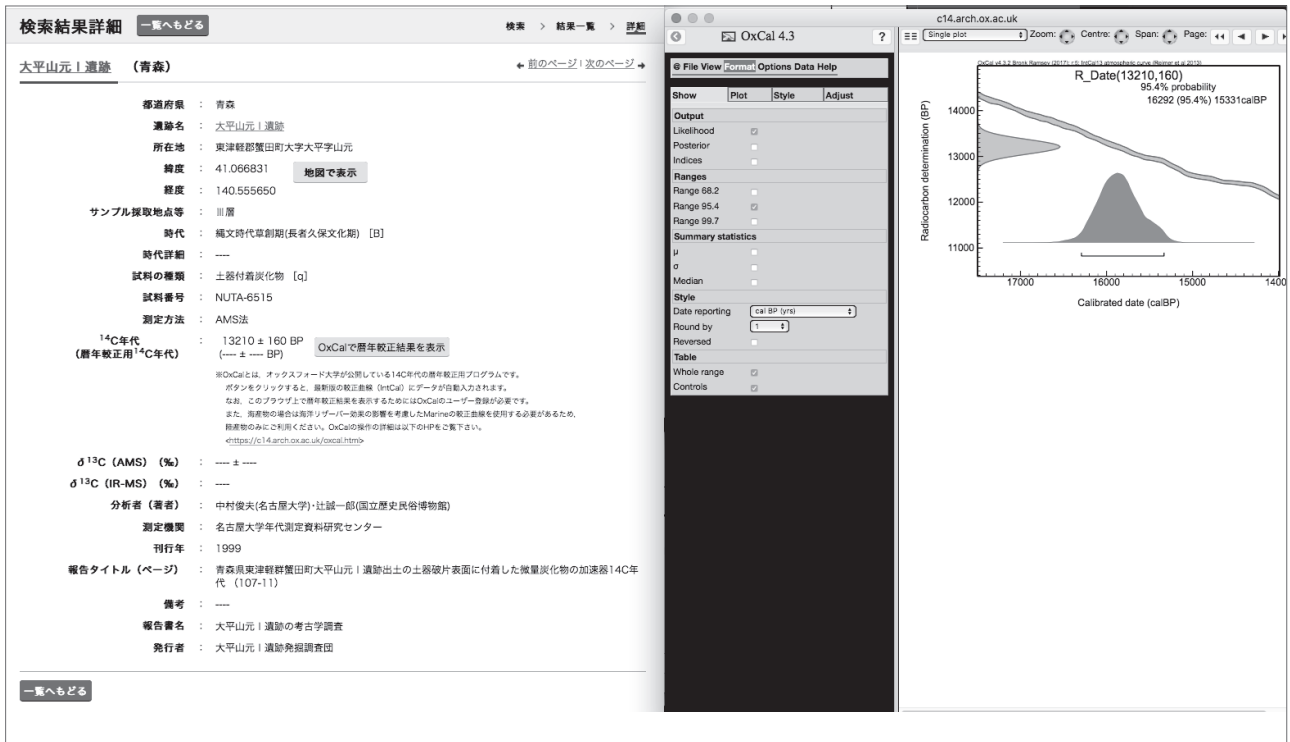 検索結果詳細 一覧へもどる 検索 > 結果一覧 > 詳細
大平山元Ⅰ遺跡 (青森) ← 前のページ | 次のページ →
都道府県 : 青森
遺跡名 : 大平山元Ⅰ遺跡
所在地 : 東津軽郡蟹田町大字大平字山元
緯度 : 41.066831
地図で表示
経度 : 140.555650
サンプル採取地点等 : Ⅲ層
時代 : 縄文時代草創期(長者久保文化期) [B]
時代詳細 : ----
試料の種類 : 土器付着炭化物 [q]
試料番号 : NUTA-6515
測定方法 : AMS法
14C年代 : 13210 ± 160 BP
(暦年較正用14C年代) (---- ± ---- BP)
OxCalで暦年較正結果を表示
※OxCalとは、オックスフォード大学が公開している14C年代の暦年較正用プログラムです。
ボタンをクリックすると、最新版の較正曲線（IntCal）にデータが自動入力されます。
なお、このブラウザ上で暦年較正結果を表示するためにはOxCalのユーザー登録が必要です。
また、海産物の場合は海洋リザーバー効果の影響を考慮したMarineの較正曲線を使用する必要があるため、
陸産物のみにご利用ください。OxCalの操作の詳細は以下のHPをご覧下さい。
<https://c14.arch.ox.ac.uk/oxcal.html>
δ13C (AMS) (‰) : ---- ± ----
δ13C (IR-MS) (‰) : ----
分析者（著者） : 中村俊夫(名古屋大学)・辻誠一郎(国立歴史民俗博物館)
測定機関 : 名古屋大学年代測定資料研究センター
刊行年 : 1999
報告タイトル（ページ） : 青森県東津軽群蟹田町大平山元Ⅰ遺跡出土の土器破片表面に付着した微量炭化物の加速器14C年
代 （107-11）
備考 : ----
報告書名 : 大平山元Ⅰ遺跡の考古学調査
発行者 : 大平山元Ⅰ遺跡発掘調査団
一覧へもどる
c14.arch.ox.ac.uk
OxCal 4.3 ?
@ File View Format Options Data Help
Show Plot Style Adjust
Output
Likelihood
Posterior
Indices
Ranges
Range 68.2
Range 95.4
Range 99.7
Summary statistics
μ
σ
Median
Style
Date reporting cal BP (yrs)
Round by 1
Reversed
Table
Whole range
Controls
Single plot Zoom: Centre: Span: Page:
OxCal v4.3.2 Bronk Ramsey (2017); r:5 IntCal13 atmospheric curve (Reimer et al 2013)
R_Date(13210,160)
95.4% probability
16292 (95.4%) 15331calBP
Radiocarbon determination (BP)
14000
13000
12000
11000
17000 16000 15000 1400
Calibrated date (calBP)